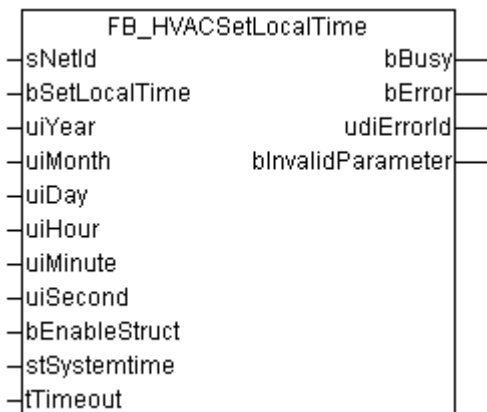 FB_HVACSetLocalTime
sNetId bBusy
bSetLocalTime bError
uiYear udiErrorId
uiMonth bInvalidParameter
uiDay
uiHour
uiMinute
uiSecond
bEnableStruct
stSystemtime
tTimeout